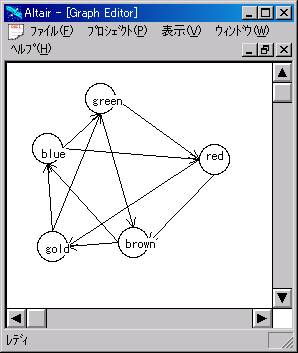 Altair - [Graph Editor]
ファイル(F) プロジェクト(P) 表示(V) ウィンドウ(W)
ヘルプ(H)
green
blue
red
gold
brown
レディ